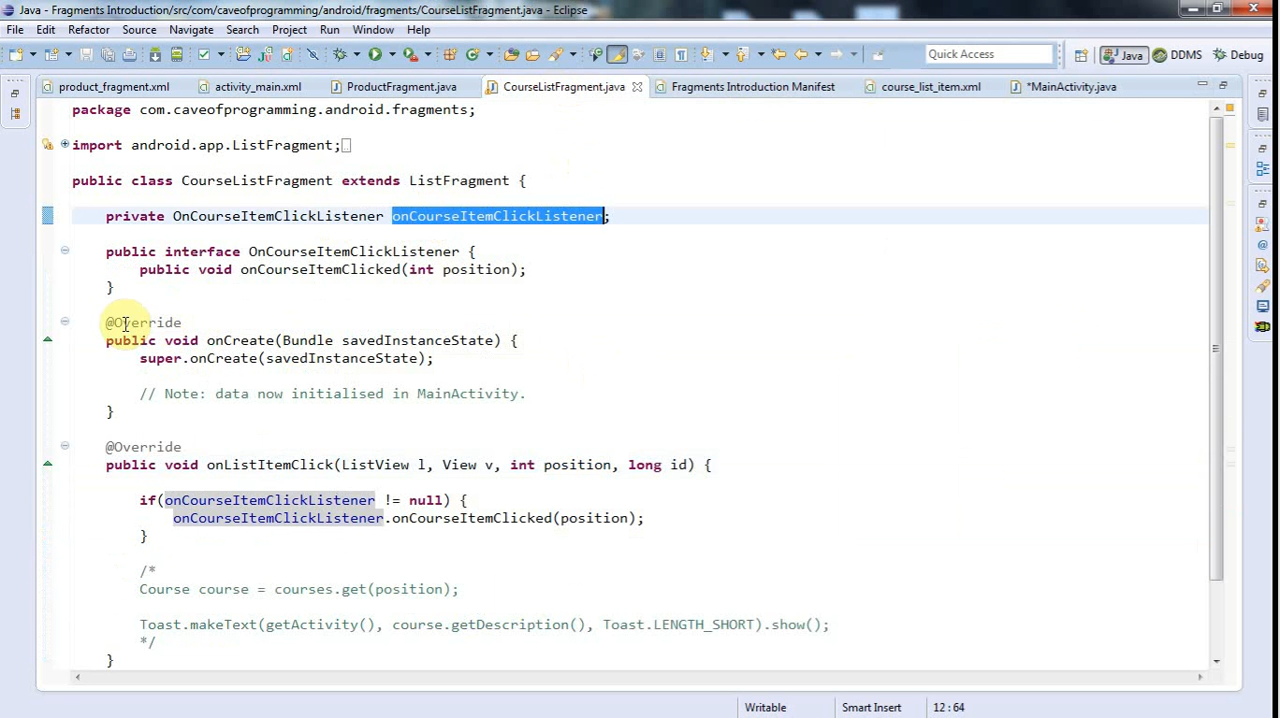 Java - Fragments Introduction/src/com/caveofprogramming/android/fragments/CourseListFragment.java - Eclipse
File Edit Refactor Source Navigate Search Project Run Window Help
Quick Access Java DDMS Debug
product_fragment.xml activity_main.xml ProductFragment.java CourseListFragment.java Fragments Introduction Manifest course_list_item.xml *MainActivity.java
package com.caveofprogramming.android.fragments;
import android.app.ListFragment;
public class CourseListFragment extends ListFragment {
private OnCourseItemClickListener onCourseItemClickListener;
public interface OnCourseItemClickListener {
public void onCourseItemClicked(int position);
}
@Override
public void onCreate(Bundle savedInstanceState) {
super.onCreate(savedInstanceState);
// Note: data now initialised in MainActivity.
}
@Override
public void onListItemClick(ListView l, View v, int position, long id) {
if(onCourseItemClickListener != null) {
onCourseItemClickListener.onCourseItemClicked(position);
}
/*
Course course = courses.get(position);
Toast.makeText(getActivity(), course.getDescription(), Toast.LENGTH_SHORT).show();
*/
}
Writable Smart Insert 12:64